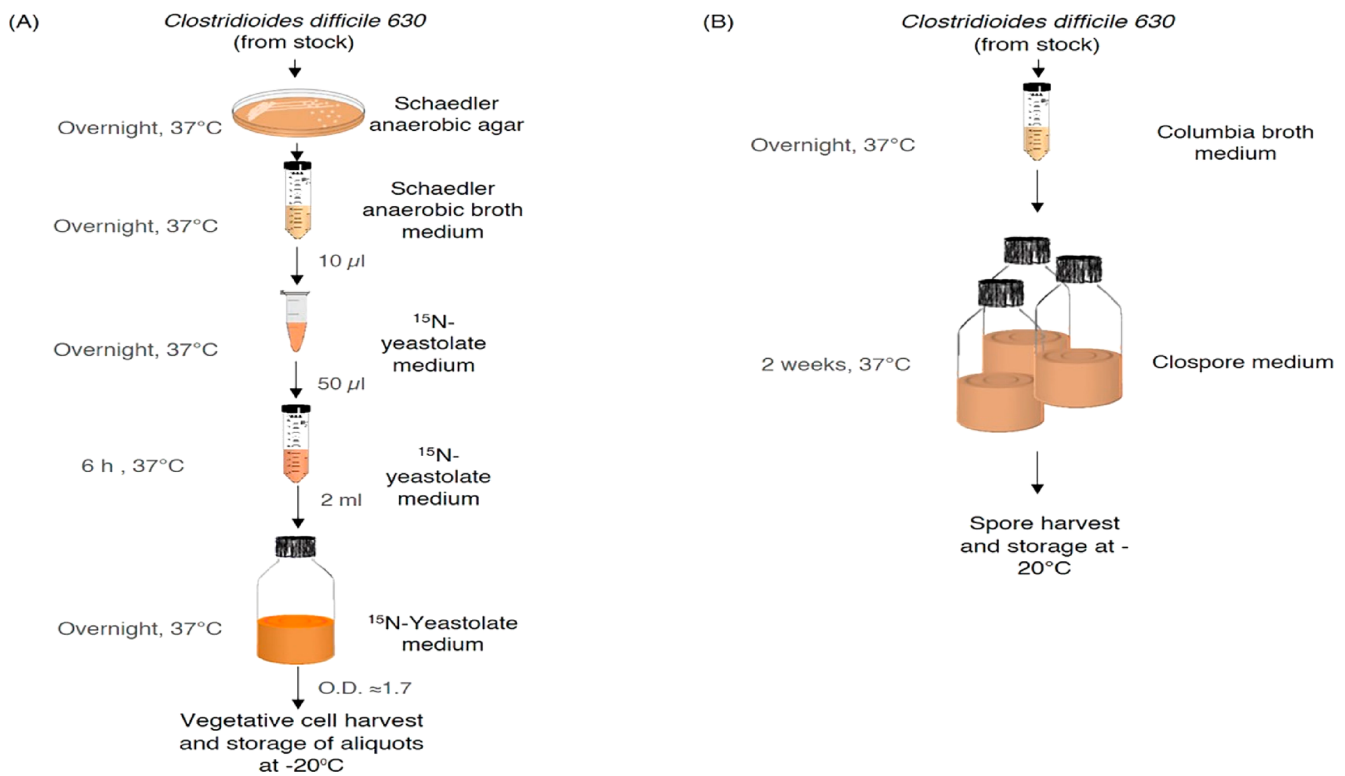 (A)
Clostridioides difficile 630
(from stock)
Overnight, 37°C
Schaedler
anaerobic agar
Overnight, 37°C
Schaedler
anaerobic broth
medium
10 µl
Overnight, 37°C
¹⁵N-
yeastolate
medium
50 µl
6 h , 37°C
¹⁵N-
yeastolate
medium
2 ml
Overnight, 37°C
¹⁵N-Yeastolate
medium
O.D. ≈1.7
Vegetative cell harvest
and storage of aliquots
at -20°C
(B)
Clostridioides difficile 630
(from stock)
Overnight, 37°C
Columbia broth
medium
2 weeks, 37°C
Clospore medium
Spore harvest
and storage at -
20°C